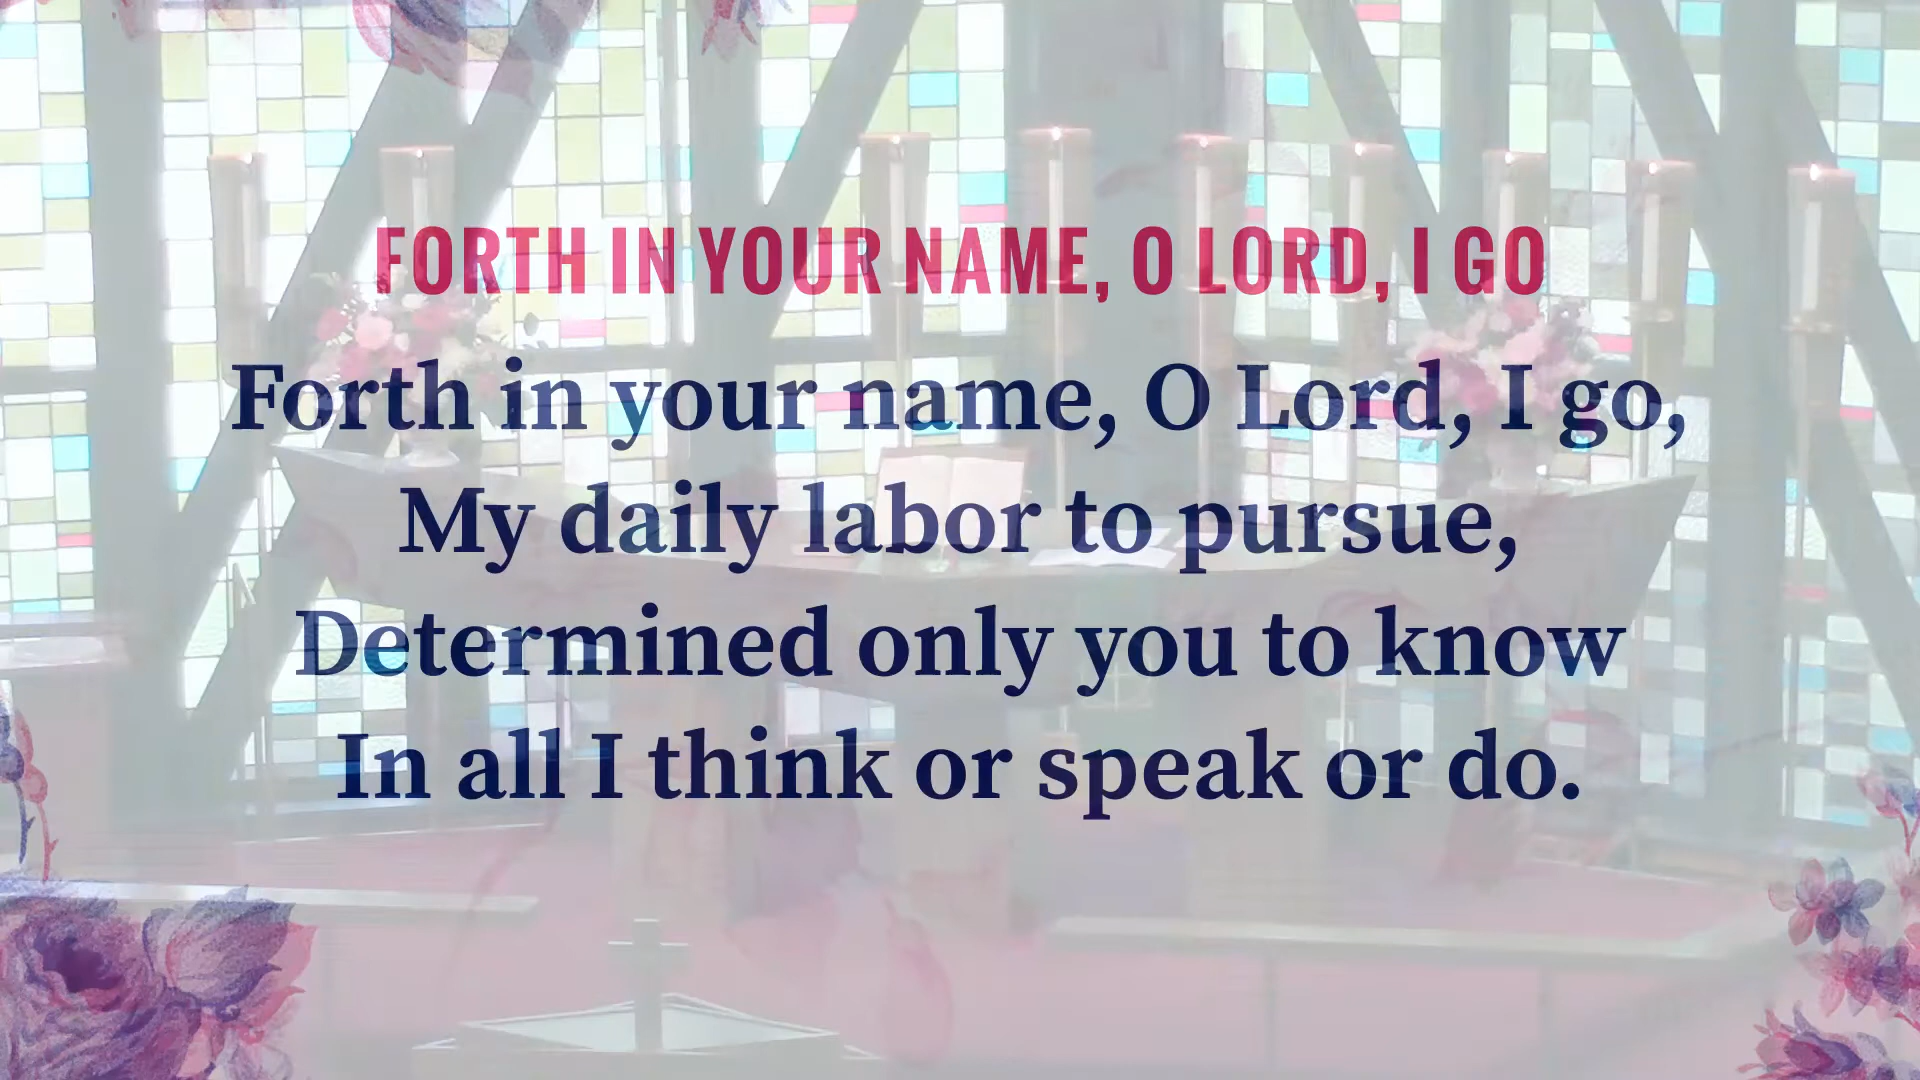 FORTH IN YOUR NAME, O LORD, I GO
Forth in your name, O Lord, I go,
My daily labor to pursue,
Determined only you to know
In all I think or speak or do.